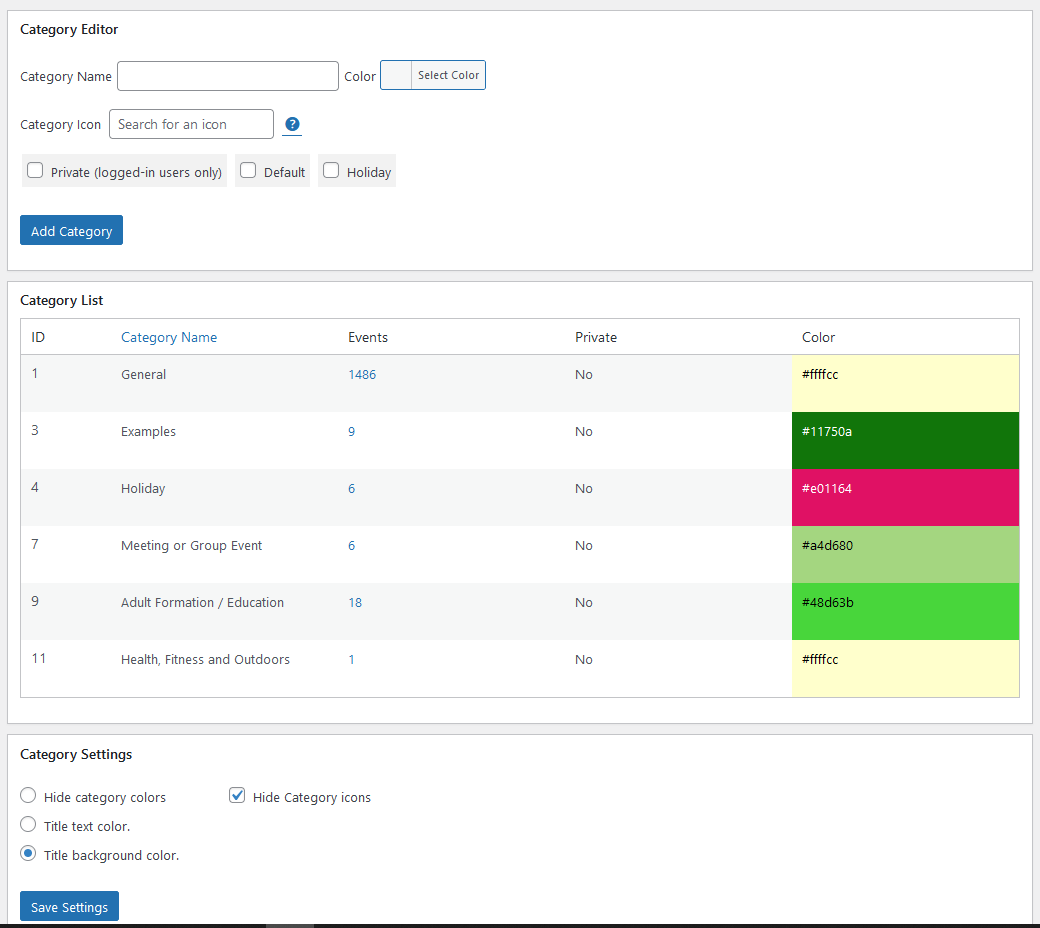 Category Editor
Category Name Color Select Color
Category Icon Search for an icon ?
Private (logged-in users only) Default Holiday
Add Category
Category List
ID Category Name Events Private Color
1 General 1486 No #ffffcc
3 Examples 9 No #11750a
4 Holiday 6 No #e01164
7 Meeting or Group Event 6 No #a4d680
9 Adult Formation / Education 18 No #48d63b
11 Health, Fitness and Outdoors 1 No #ffffcc
Category Settings
Hide category colors Hide Category icons
Title text color.
Title background color.
Save Settings